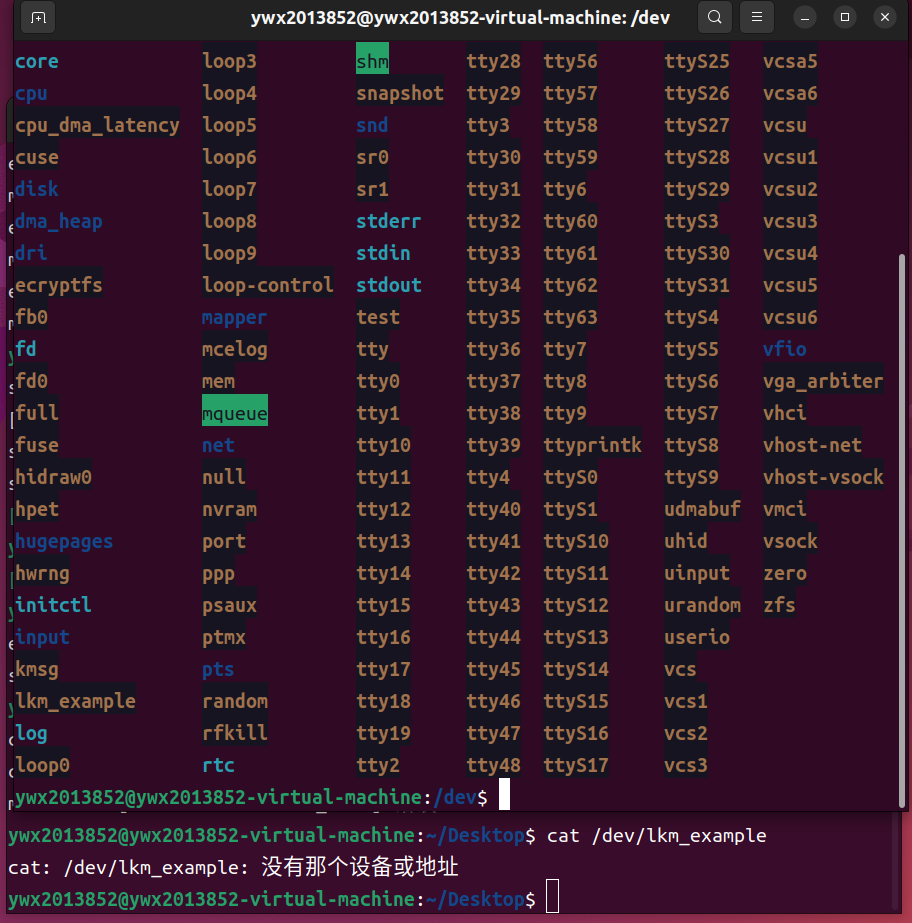 ywx2013852@ywx2013852-virtual-machine: /dev
core loop3 shm tty28 tty56 ttyS25 vcsa5
cpu loop4 snapshot tty29 tty57 ttyS26 vcsa6
cpu_dma_latency loop5 snd tty3 tty58 ttyS27 vcsu
cuse loop6 sr0 tty30 tty59 ttyS28 vcsu1
disk loop7 sr1 tty31 tty6 ttyS29 vcsu2
dma_heap loop8 stderr tty32 tty60 ttyS3 vcsu3
dri loop9 stdin tty33 tty61 ttyS30 vcsu4
ecryptfs loop-control stdout tty34 tty62 ttyS31 vcsu5
fb0 mapper test tty35 tty63 ttyS4 vcsu6
fd mcelog tty tty36 tty7 ttyS5 vfio
fd0 mem tty0 tty37 tty8 ttyS6 vga_arbiter
full mqueue tty1 tty38 tty9 ttyS7 vhci
fuse net tty10 tty39 ttyprintk ttyS8 vhost-net
hidraw0 null tty11 tty4 ttyS0 ttyS9 vhost-vsock
hpet nvram tty12 tty40 ttyS1 udmabuf vmci
hugepages port tty13 tty41 ttyS10 uhid vsock
hwrng ppp tty14 tty42 ttyS11 uinput zero
initctl psaux tty15 tty43 ttyS12 urandom zfs
input ptmx tty16 tty44 ttyS13 userio
kmsg pts tty17 tty45 ttyS14 vcs
lkm_example random tty18 tty46 ttyS15 vcs1
log rfkill tty19 tty47 ttyS16 vcs2
loop0 rtc tty2 tty48 ttyS17 vcs3
ywx2013852@ywx2013852-virtual-machine:/dev$
ywx2013852@ywx2013852-virtual-machine:~/Desktop$ cat /dev/lkm_example
cat: /dev/lkm_example: 没有那个设备或地址
ywx2013852@ywx2013852-virtual-machine:~/Desktop$